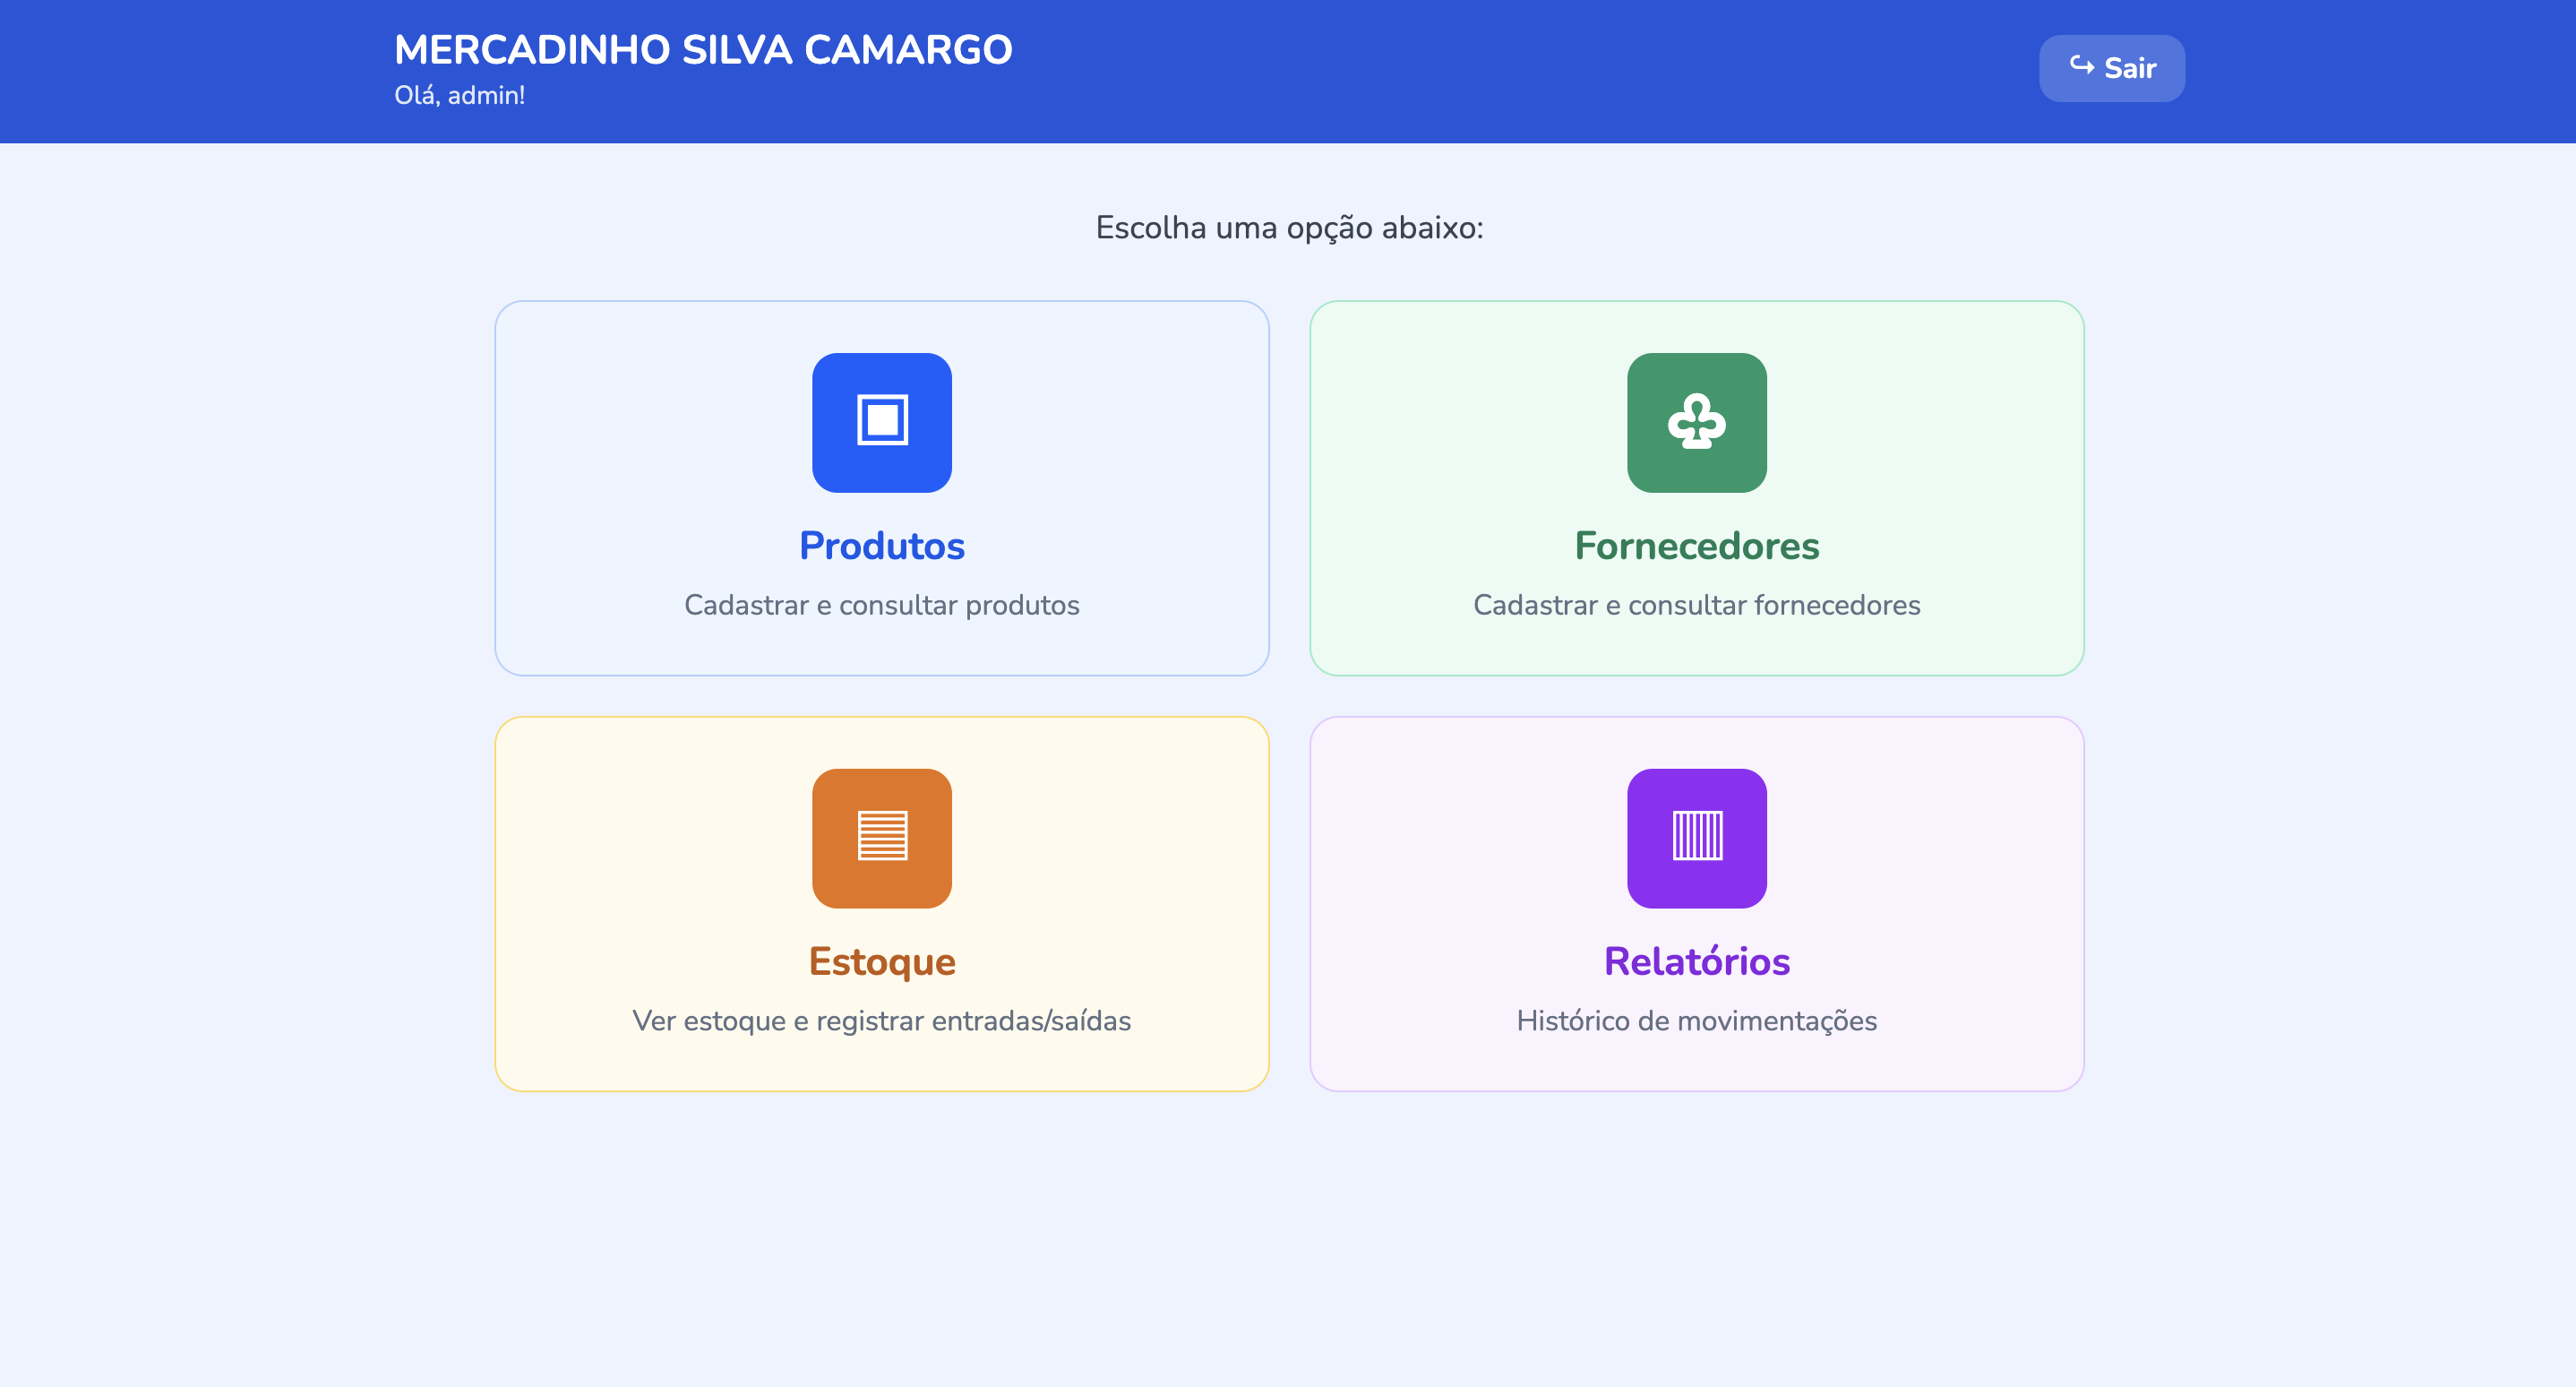 MERCADINHO SILVA CAMARGO
Olá, admin!
↪ Sair
Escolha uma opção abaixo:
Produtos
Cadastrar e consultar produtos
Fornecedores
Cadastrar e consultar fornecedores
Estoque
Ver estoque e registrar entradas/saídas
Relatórios
Histórico de movimentações